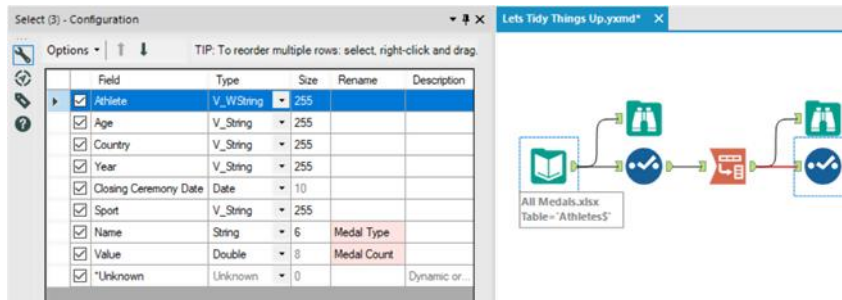 Select (3) - Configuration
Options
TIP: To reorder multiple rows: select, right-click and drag.
Field Type Size Rename Description
Athlete V_WString 255
Age V_String 255
Country V_String 255
Year V_String 255
Closing Ceremony Date Date 10
Sport V_String 255
Name String 6 Medal Type
Value Double 8 Medal Count
*Unknown Unknown 0 Dynamic or...
Lets Tidy Things Up.yxmd*
All Medals.xlsx
Table='Athletes$'